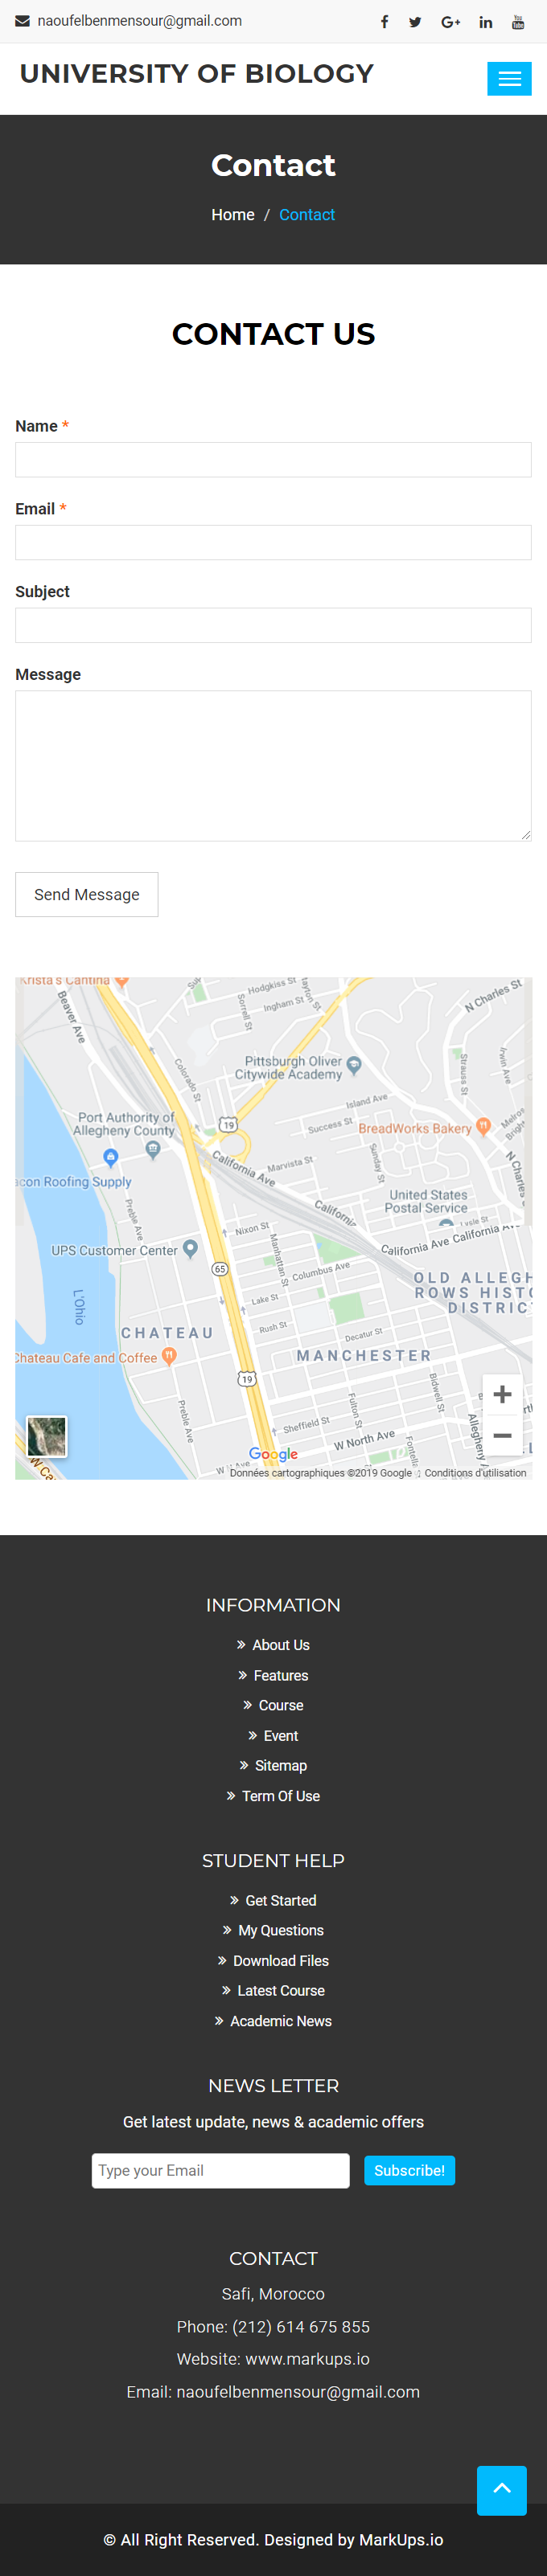 naoufelbenmensour@gmail.com
UNIVERSITY OF BIOLOGY
Contact
Home / Contact
CONTACT US
Name *
Email *
Subject
Message
Send Message
Krista's Cantina
Hodgkiss St
N Charles St
Beaver Ave
Sorrell St
Ingham St
Pittsburgh Oliver
Citywide Academy
Strauss St
Irwin Ave
Colorado St
Island Ave
Port Authority of
Allegheny County
19
Success St
BreadWorks Bakery
California Ave
Marvista St
Sunday St
N Charles St
acon Roofing Supply
Preble Ave
United States
Postal Service
California
Lysle St
Nixon St
California Ave California Av
UPS Customer Center
Manhattan St
65
Columbus Ave
OLD ALLEGH
ROWS HISTO
DISTRIC
L'Ohio
Lake St
CHATEAU
Rush St
Decatur St
Chateau Cafe and Coffee
MANCHESTER
19
Preble Ave
Fulton St
Sheffield St
W North Ave
Allegheny
Google
Données cartographiques ©2019 Google
Conditions d'utilisation
INFORMATION
» About Us
» Features
» Course
» Event
» Sitemap
» Term Of Use
STUDENT HELP
» Get Started
» My Questions
» Download Files
» Latest Course
» Academic News
NEWS LETTER
Get latest update, news & academic offers
Type your Email
Subscribe!
CONTACT
Safi, Morocco
Phone: (212) 614 675 855
Website: www.markups.io
Email: naoufelbenmensour@gmail.com
© All Right Reserved. Designed by MarkUps.io